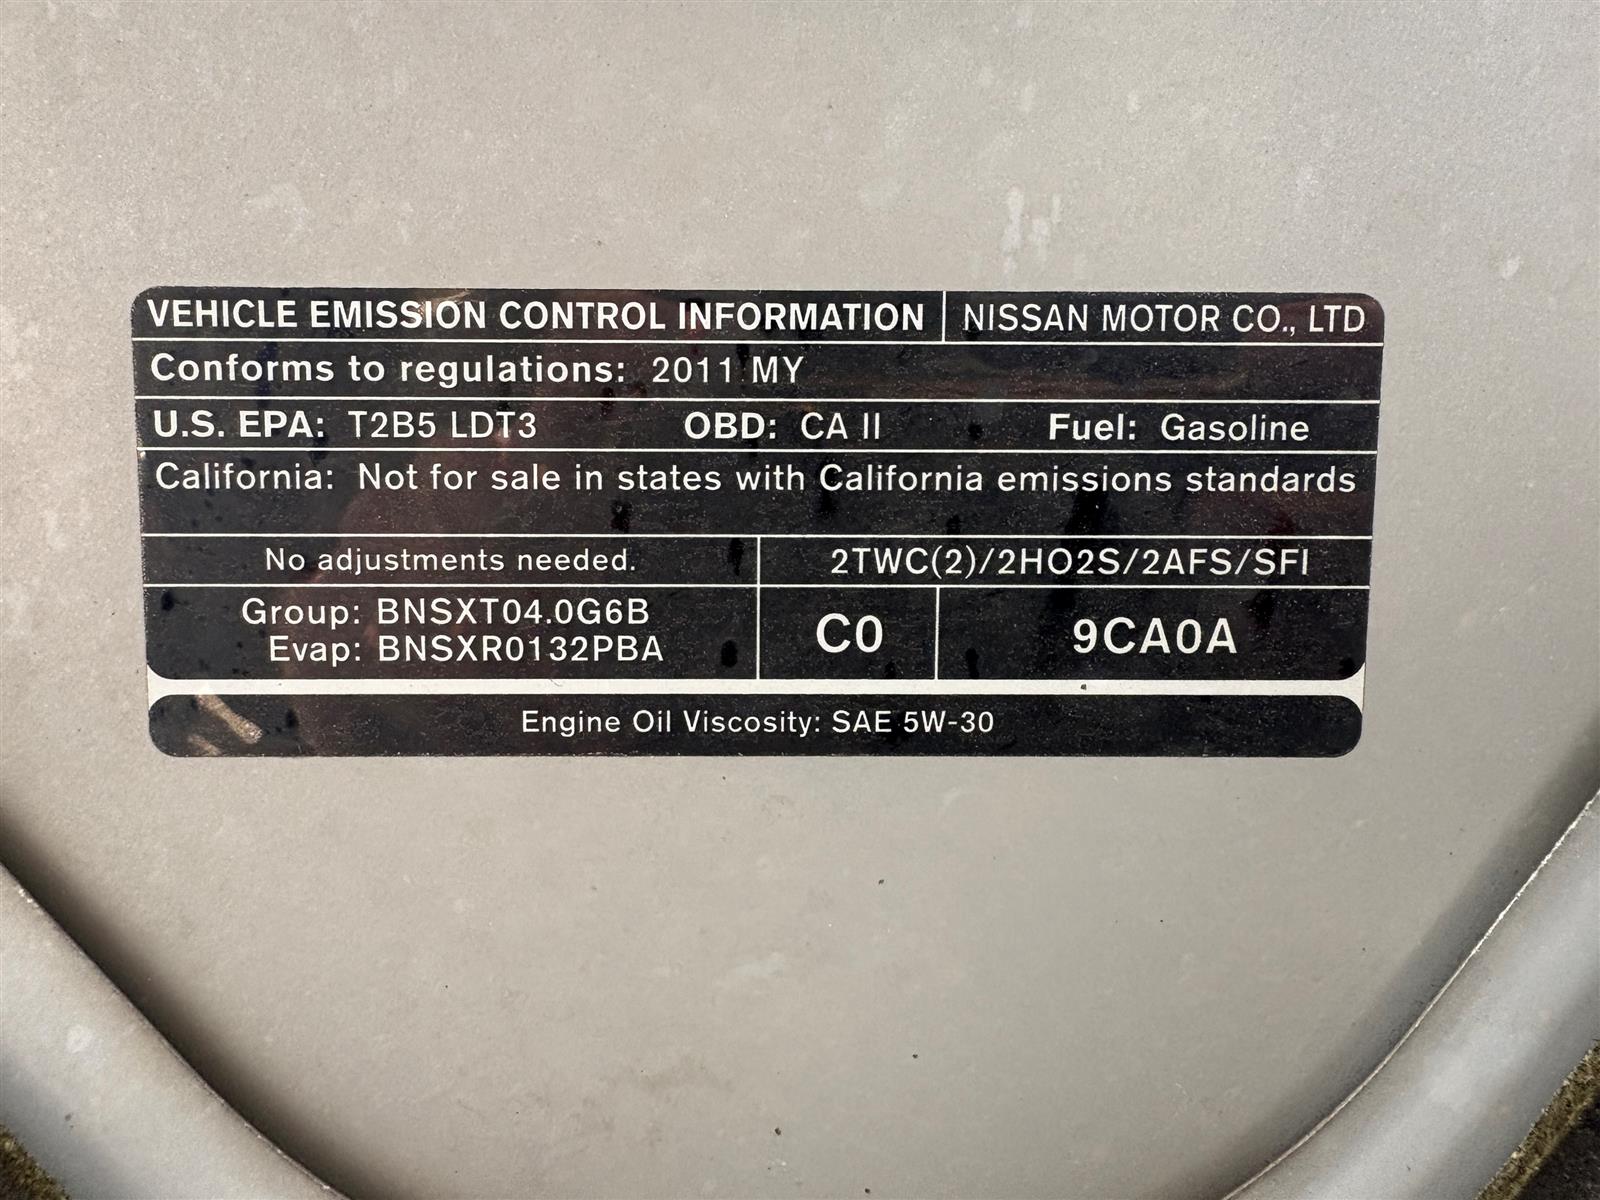 VEHICLE EMISSION CONTROL INFORMATION NISSAN MOTOR CO., LTD
Conforms to regulations: 2011 MY
U.S. EPA: T2B5 LDT3 OBD: CA II Fuel: Gasoline
California: Not for sale in states with California emissions standards
No adjustments needed. 2TWC(2)/2HO2S/2AFS/SFI
Group: BNSXT04.0G6B
Evap: BNSXR0132PBA
C0 9CA0A
Engine Oil Viscosity: SAE 5W-30